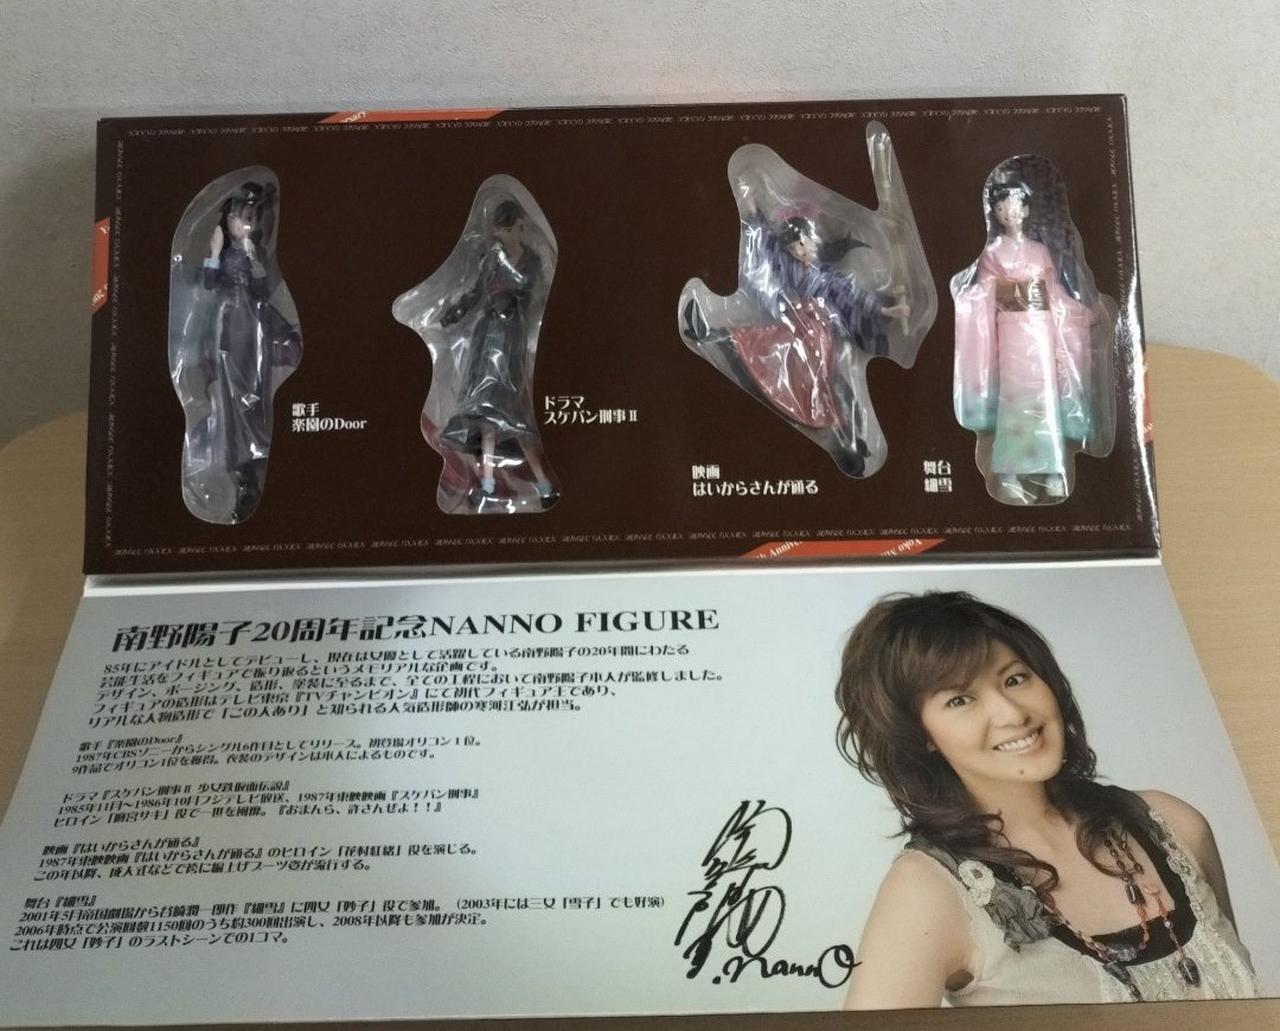 歌手
楽園のDoor
ドラマ
スケバン刑事Ⅱ
映画
はいからさんが通る
舞台
細雪
南野陽子20周年記念NANNO FIGURE
85年にアイドルとしてデビューし、現在は女優として活躍している南野陽子の20年間にわたる
芸能生活をフィギュアで振り返るというメモリアルな企画です。
デザイン、ポージング、造形、塗装に至るまで、全ての工程において南野陽子本人が監修しました。
フィギュアの造形はテレビ東京『TVチャンピオン』にて初代フィギュア王であり、
リアルな人物造形で「この人あり」と知られる人気造形師の寒河江弘が担当。
歌手『楽園のDoor』
1987年CBSソニーからシングル6作目としてリリース。初登場オリコン1位。
9作品でオリコン1位を獲得。衣装のデザインは本人によるものです。
ドラマ『スケバン刑事Ⅱ 少女鉄仮面伝説』
1985年11月～1986年10月フジテレビ放送、1987年東映映画『スケバン刑事』
ヒロイン「麻宮サキ」役で一世を風靡。『おまんら、許さんぜよ！！』
映画『はいからさんが通る』
1987年東映映画『はいからさんが通る』のヒロイン「花村紅緒」役を演じる。
この年以降、成人式などで袴に編上げブーツ姿が流行する。
舞台『細雪』
2001年5月帝国劇場から谷崎潤一郎作『細雪』に四女「妙子」役で参加。（2003年には三女「雪子」でも好演）
2006年時点で公演回数1150回のうち約300回出演し、2008年以降も参加が決定。
これは四女「妙子」のラストシーンでの1コマ。
nannO